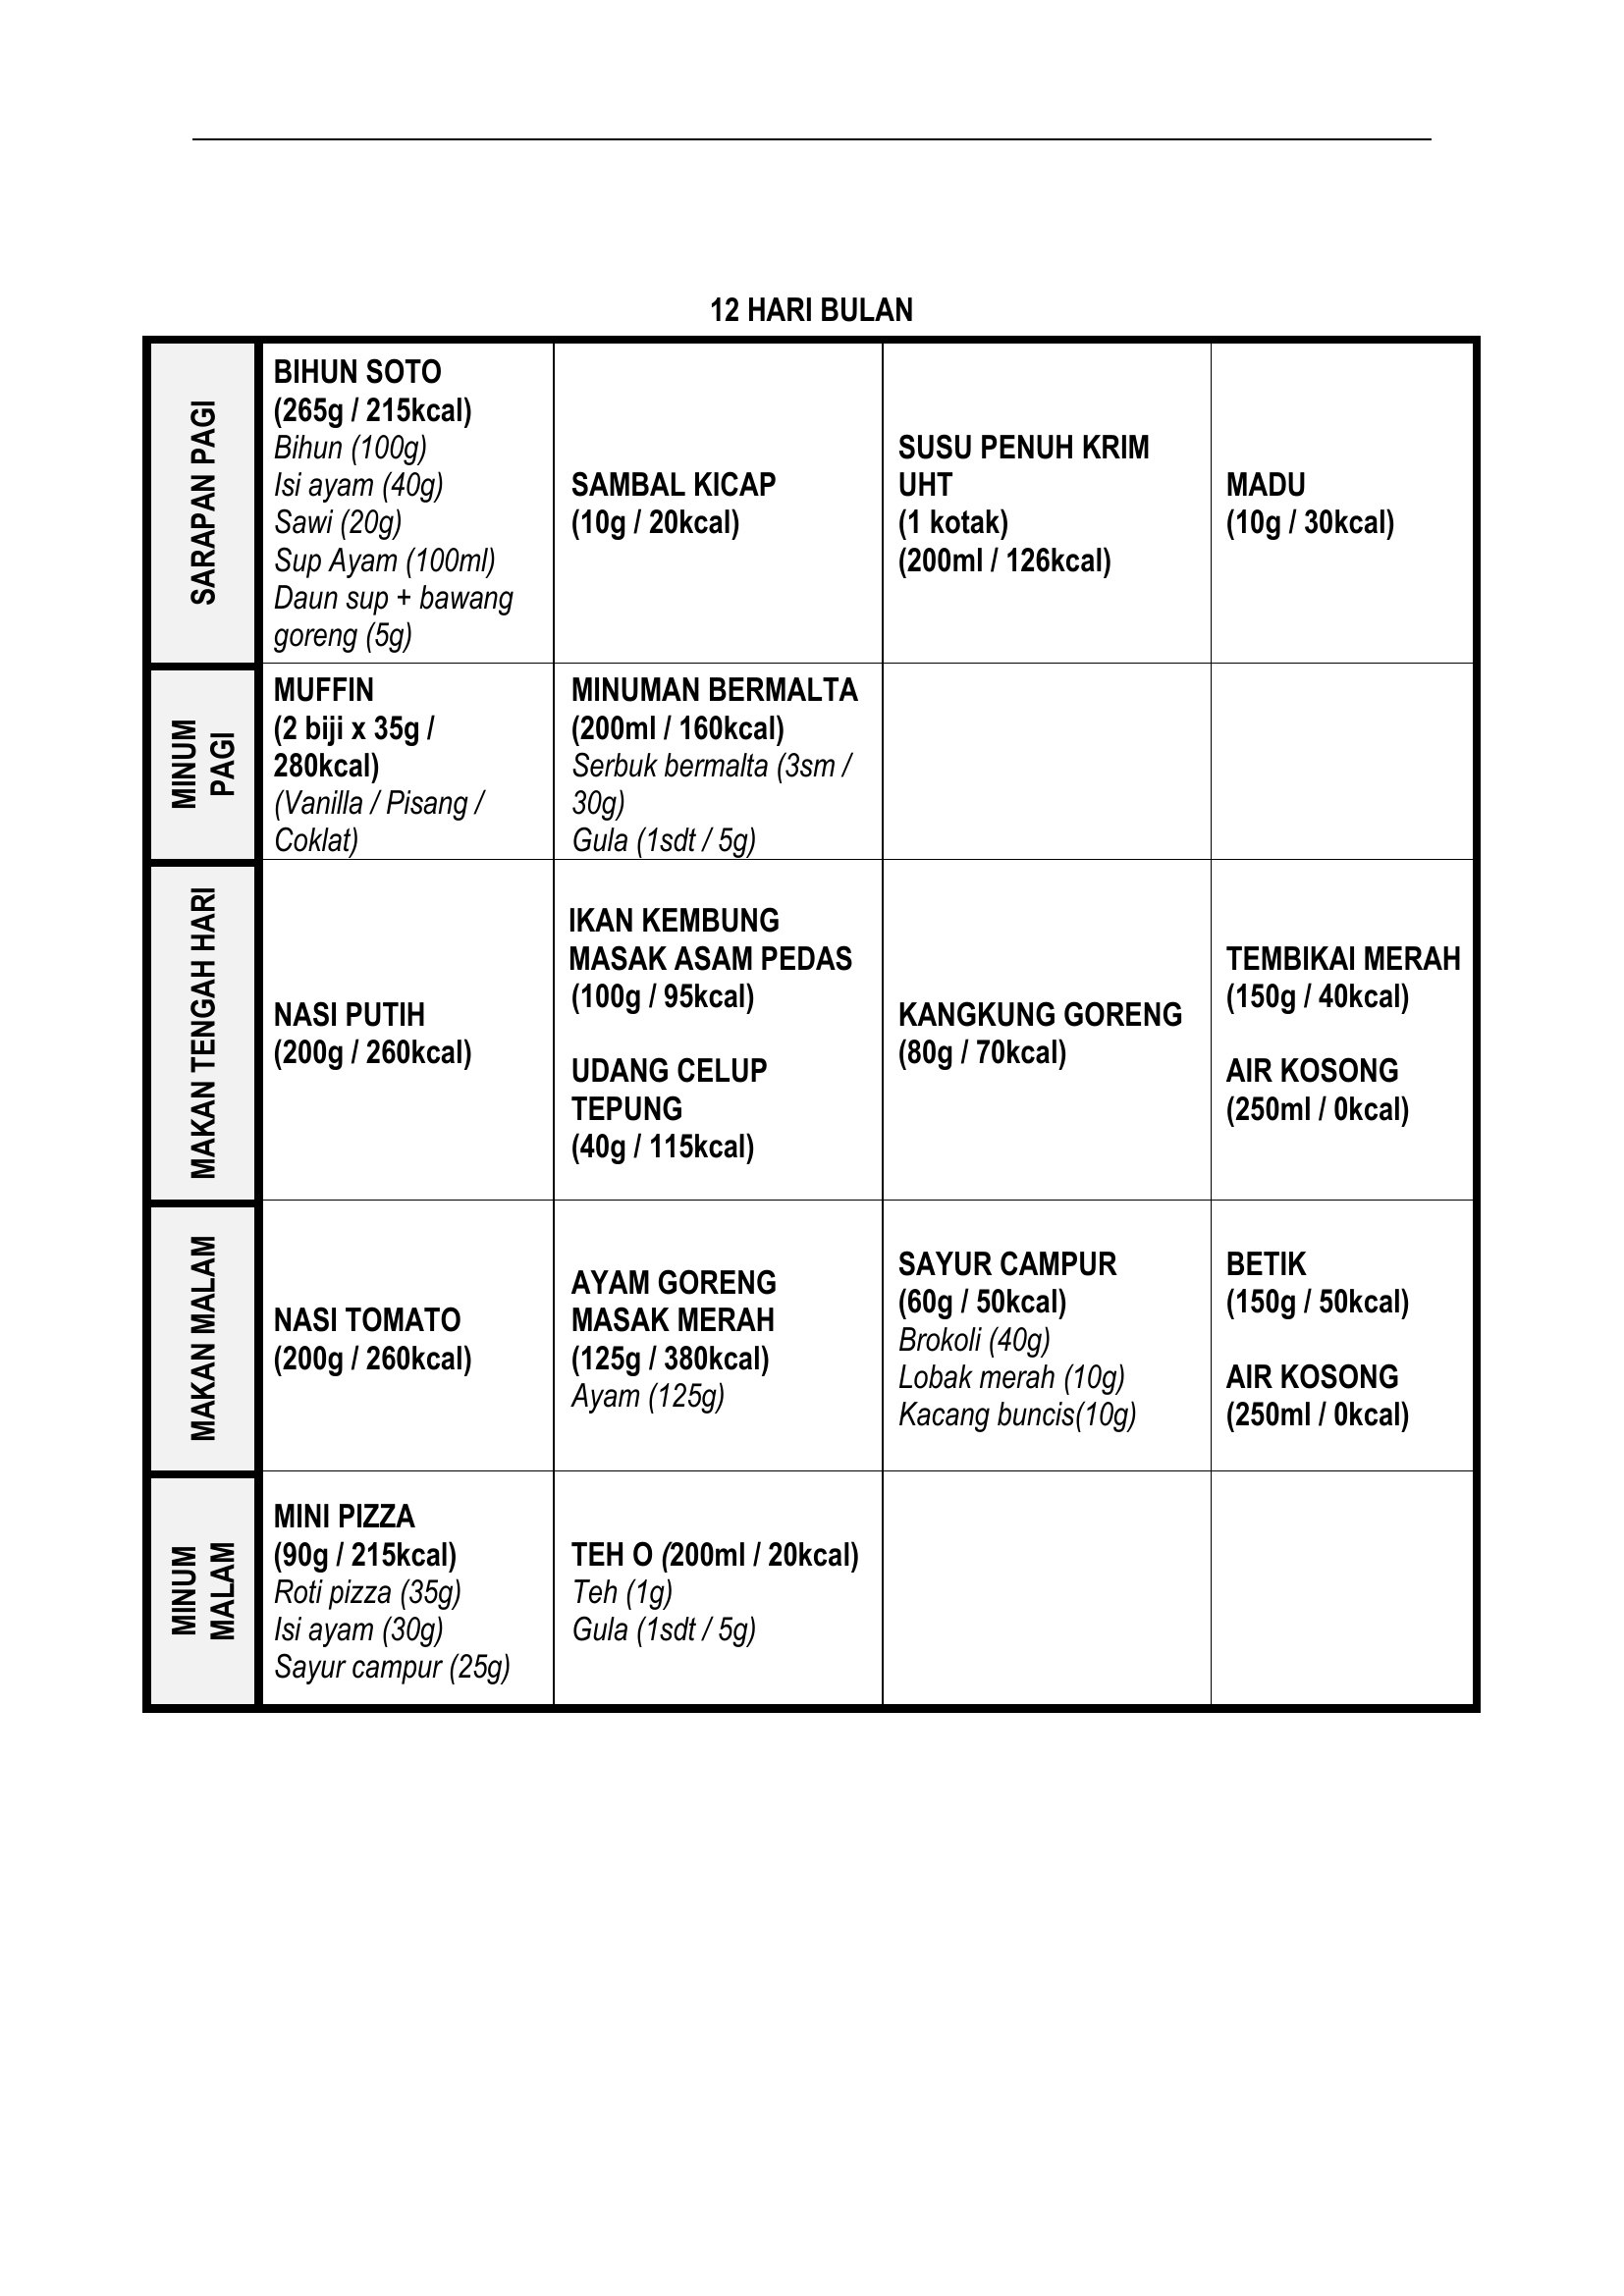 12 HARI BULAN
SARAPAN PAGI
BIHUN SOTO
(265g / 215kcal)
Bihun (100g)
Isi ayam (40g)
Sawi (20g)
Sup Ayam (100ml)
Daun sup + bawang
goreng (5g)
SAMBAL KICAP
(10g / 20kcal)
SUSU PENUH KRIM
UHT
(1 kotak)
(200ml / 126kcal)
MADU
(10g / 30kcal)
MINUM
PAGI
MUFFIN
(2 biji x 35g /
280kcal)
(Vanilla / Pisang /
Coklat)
MINUMAN BERMALTA
(200ml / 160kcal)
Serbuk bermalta (3sm /
30g)
Gula (1sdt / 5g)
MAKAN TENGAH HARI
NASI PUTIH
(200g / 260kcal)
IKAN KEMBUNG
MASAK ASAM PEDAS
(100g / 95kcal)
UDANG CELUP
TEPUNG
(40g / 115kcal)
KANGKUNG GORENG
(80g / 70kcal)
TEMBIKAI MERAH
(150g / 40kcal)
AIR KOSONG
(250ml / 0kcal)
MAKAN MALAM
NASI TOMATO
(200g / 260kcal)
AYAM GORENG
MASAK MERAH
(125g / 380kcal)
Ayam (125g)
SAYUR CAMPUR
(60g / 50kcal)
Brokoli (40g)
Lobak merah (10g)
Kacang buncis(10g)
BETIK
(150g / 50kcal)
AIR KOSONG
(250ml / 0kcal)
MINUM
MALAM
MINI PIZZA
(90g / 215kcal)
Roti pizza (35g)
Isi ayam (30g)
Sayur campur (25g)
TEH O (200ml / 20kcal)
Teh (1g)
Gula (1sdt / 5g)